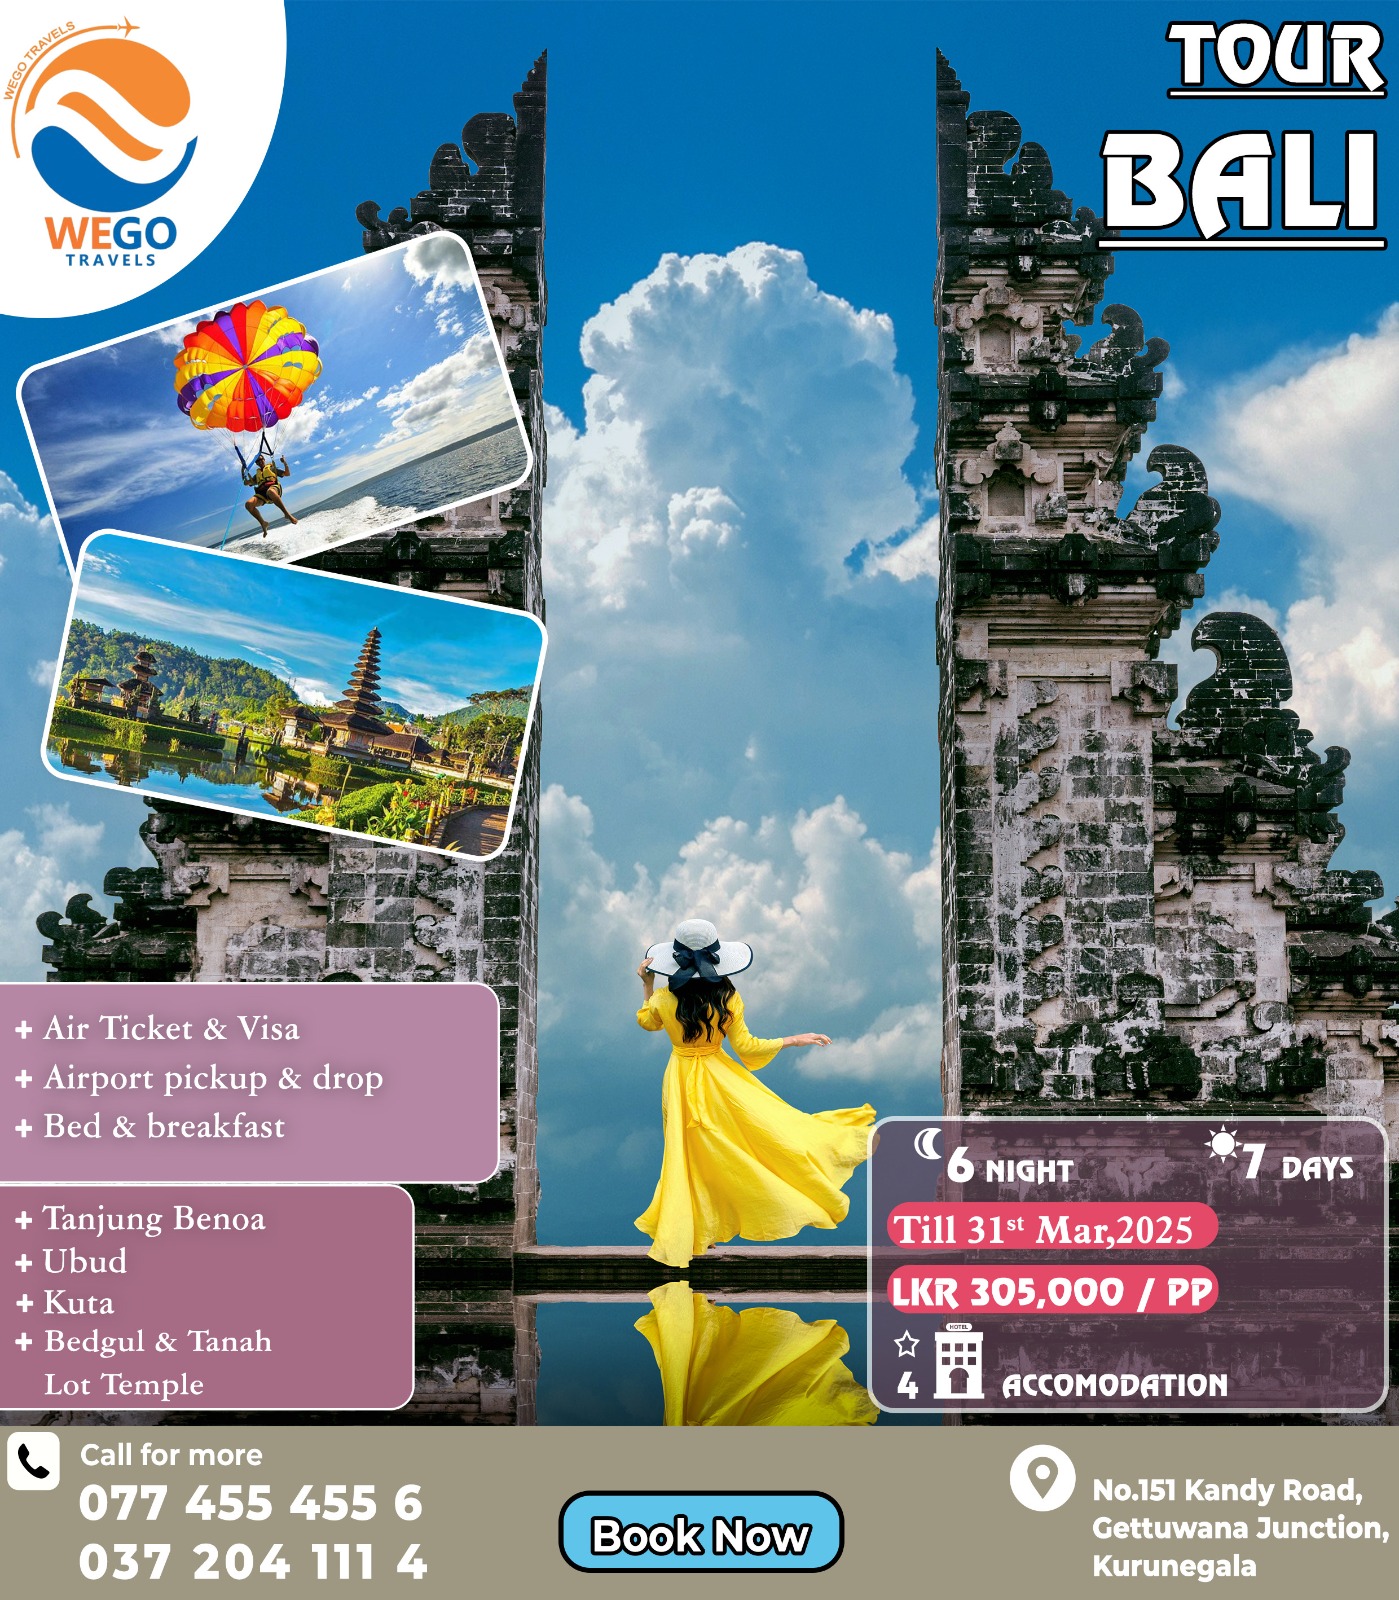 WEGO TRAVELS
WEGO
TRAVELS
TOUR
BALI
+ Air Ticket & Visa
+ Airport pickup & drop
+ Bed & breakfast
+ Tanjung Benoa
+ Ubud
+ Kuta
+ Bedgul & Tanah
Lot Temple
6 NIGHT
7 DAYS
Till 31st Mar,2025
LKR 305,000 / PP
HOTEL
4 ACCOMODATION
Call for more
077 455 455 6
037 204 111 4
Book Now
No.151 Kandy Road,
Gettuwana Junction,
Kurunegala